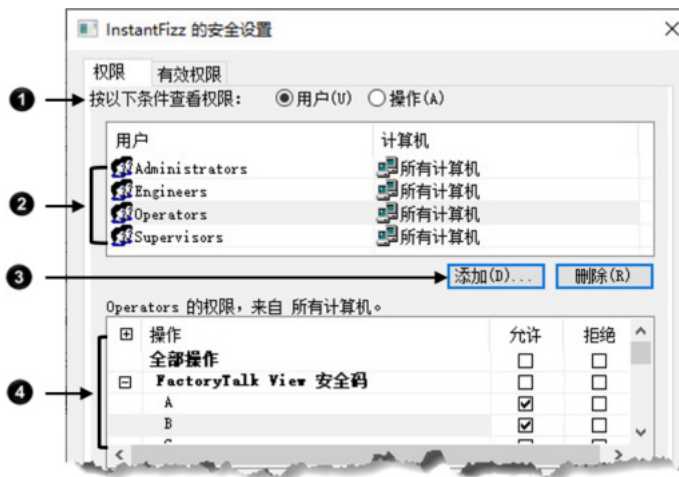 InstantFizz 的安全设置
权限 有效权限
1 按以下条件查看权限： 用户(U) 操作(A)
用户 计算机
Administrators 所有计算机
Engineers 所有计算机
2
Operators 所有计算机
Supervisors 所有计算机
3 添加(D)... 删除(R)
Operators 的权限，来自 所有计算机。
操作 允许 拒绝
全部操作
FactoryTalk View 安全码
4 A
B